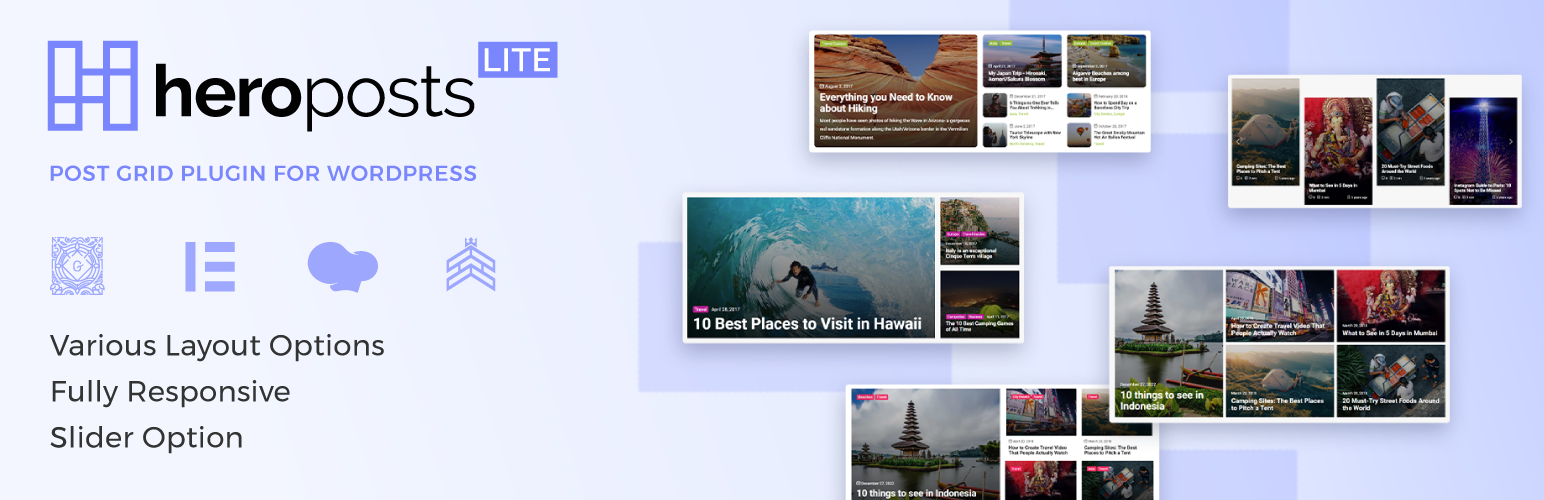 heroposts
LITE
POST GRID PLUGIN FOR WORDPRESS
G
Various Layout Options
Fully Responsive
Slider Option
August 3, 2017
Everything you Need to Know
about Hiking
Most people have seen photos of hiking the Wave in Arizona- a gorgeous
red sandstone formation along the Utah/Arizona border in the Vermilion
Cliffs National Monument.
My Japan Trip - Hirosaki,
Aomori/Sakura Blossom
Algarve Beaches among
best in Europe
5 Things no One Ever Tells
You About Trekking in...
How to Spend Day on a
Barcelona City Trip
Tourist Telescope with New
York Skyline
The Great Smoky Mountain
Hot Air Balloa Festival
Camping Sites: The Best
Places to Pitch a Tent
What to See in 5 Days in
Mumbai
20 Must-Try Street Foods
Around the World
Instagram Guide to Paris: 10
Spots Not to Be Missed
Travel
April 28, 2017
10 Best Places to Visit in Hawaii
Italy is an exceptional
Cinque Term village
The 10 Best Camping Games
of All Time
December 27, 2022
10 things to see in
Indonesia
How to Create Travel Video That
People Actually Watch
What to See in 5 Days in Mumbai
Camping Sites: The Best Places
to Pitch a Tent
20 Must-Try Street Foods Around
the World
December 27, 2022
10 things to see in Indonesia
How to Create Travel Video
That People Actually Watch
Camping Sites: The Best
Places to Pitch a Tent